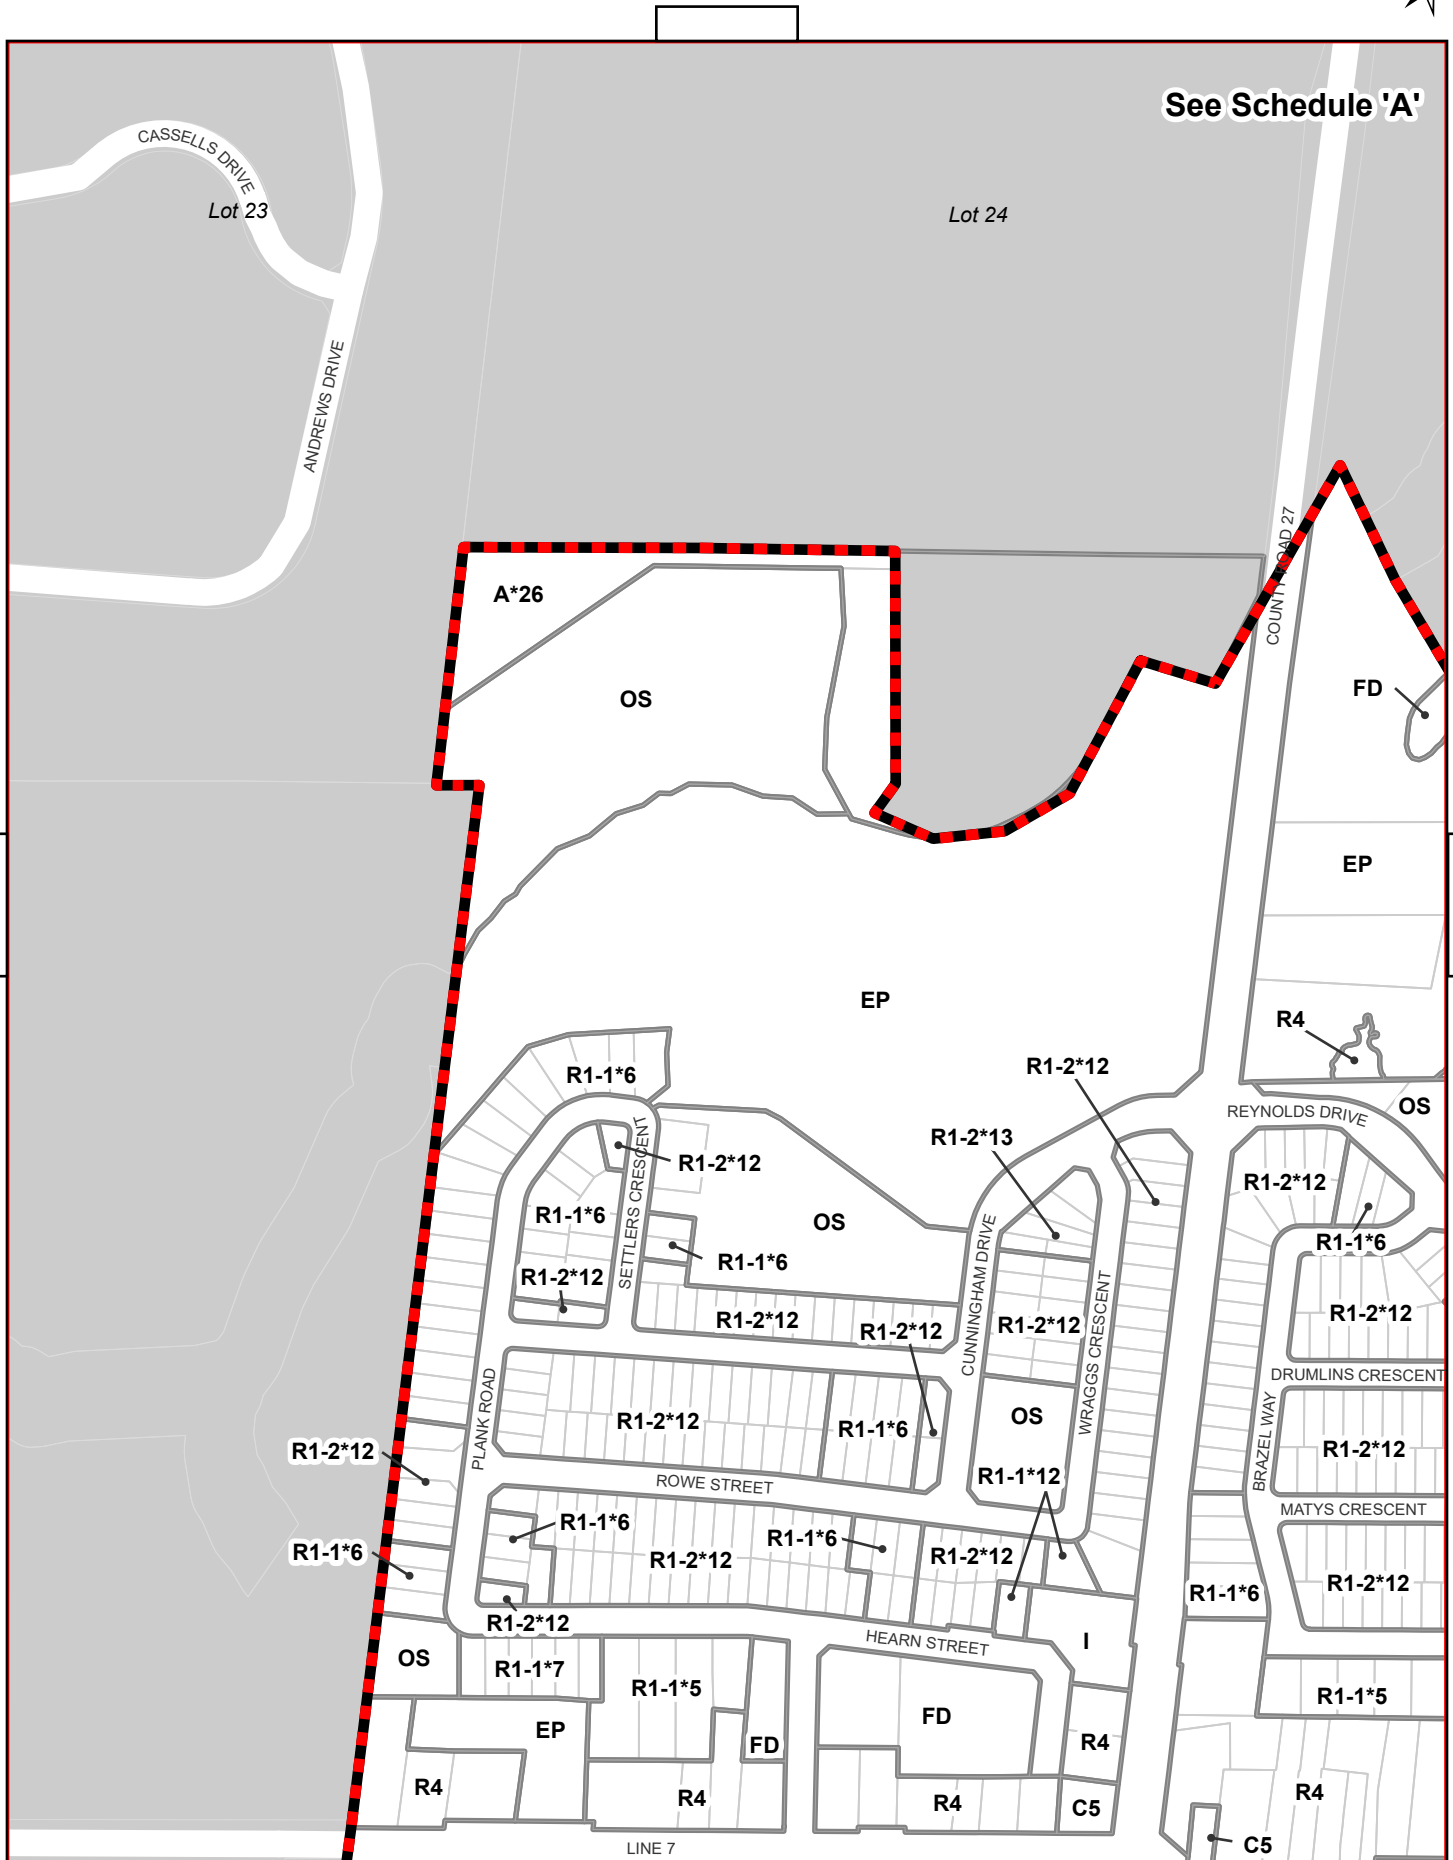 See Schedule 'A'
CASSELLS DRIVE
Lot 23
Lot 24
ANDREWS DRIVE
COUNTY ROAD 27
A*26
OS
FD
EP
EP
R4
R1-2*12
R1-1*6
OS
REYNOLDS DRIVE
R1-2*13
SETTLERS CRESCENT
R1-2*12
R1-2*12
R1-1*6
OS
R1-1*6
R1-1*6
R1-2*12
CUNNINGHAM DRIVE
R1-2*12
R1-2*12
R1-2*12
WRAGGS CRESCENT
R1-2*12
DRUMLINS CRESCENT
PLANK ROAD
R1-2*12
R1-1*6
OS
BRAZEL WAY
R1-2*12
R1-2*12
ROWE STREET
R1-1*12
MATYS CRESCENT
R1-1*6
R1-1*6
R1-2*12
R1-1*6
R1-2*12
R1-2*12
R1-1*6
R1-2*12
HEARN STREET
I
OS
R1-1*7
R1-1*5
R1-1*5
EP
FD
FD
R4
R4
R4
R4
C5
R4
C5
LINE 7